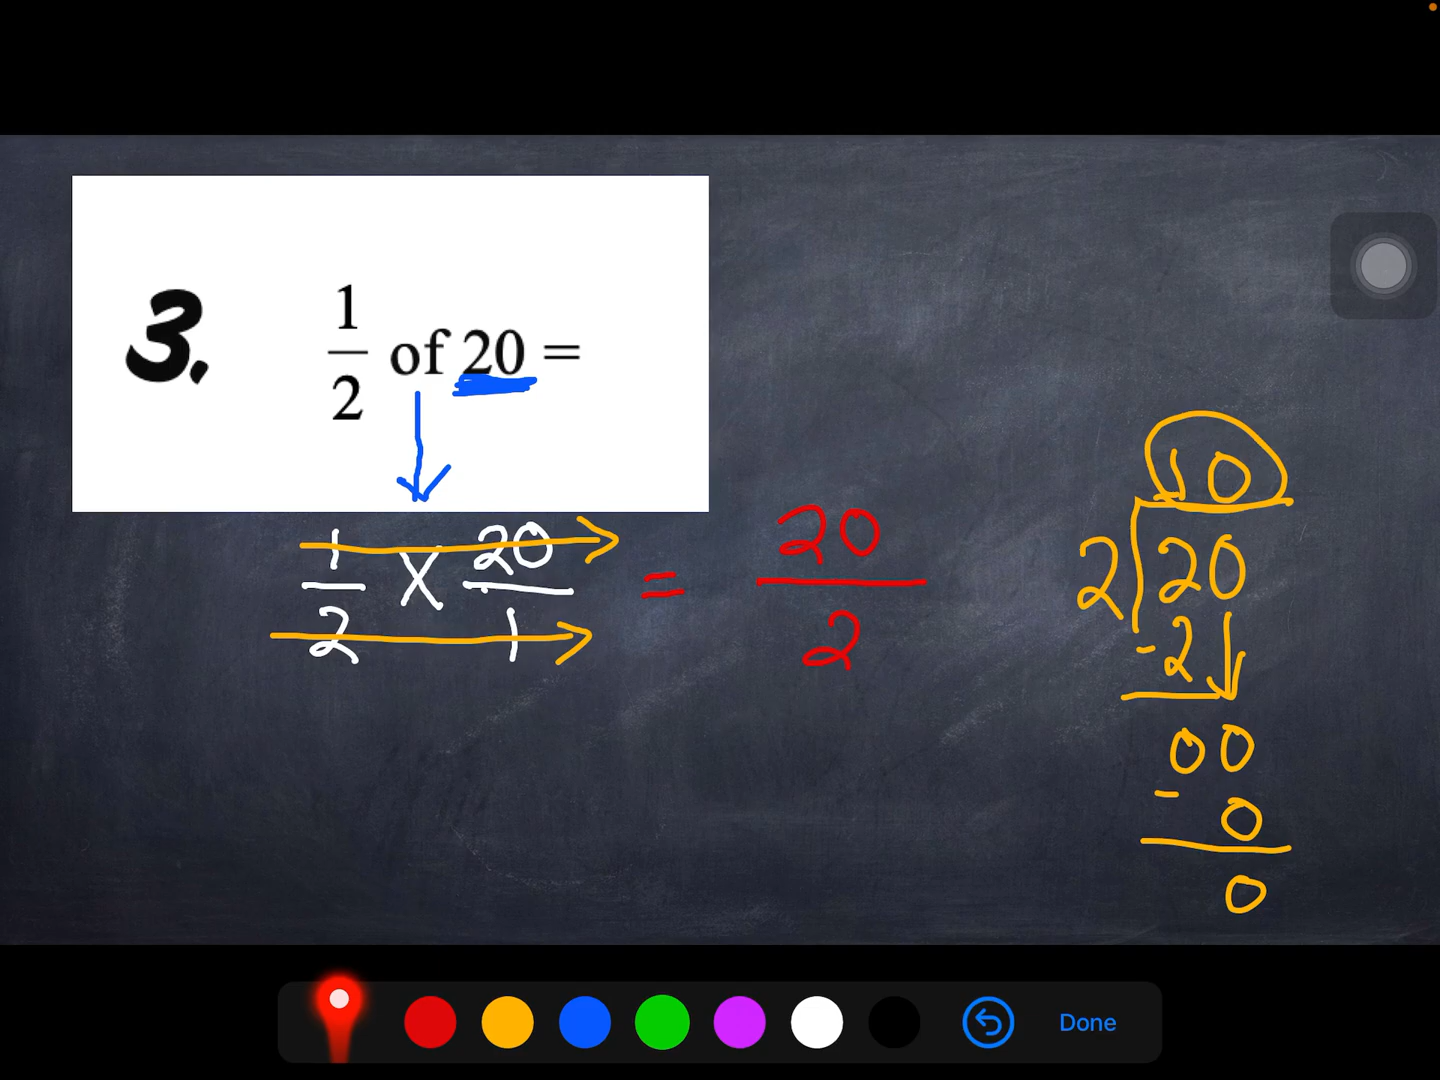 3. 1/2 of 20 =
1/2 X 20/1 = 20/2
10
2 20
-2
00
- 0
0
Done